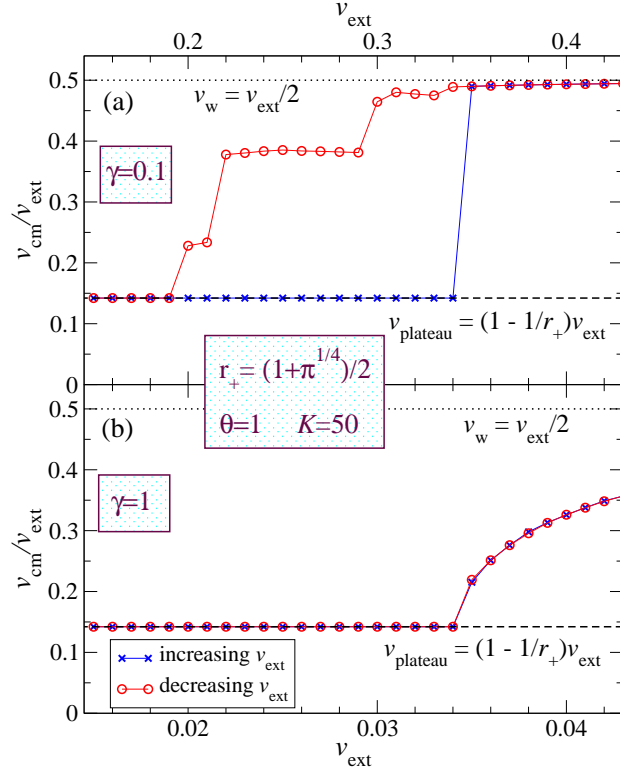 v_ext
0.2 0.3 0.4
(a)
v_w = v_ext/2
γ=0.1
v_cm/v_ext
0.5
0.4
0.3
0.2
0.1
0
v_plateau = (1 - 1/r_+)v_ext
r_+ = (1+π^{1/4})/2
θ=1 K=50
(b)
v_w = v_ext/2
γ=1
v_cm/v_ext
0.5
0.4
0.3
0.2
0.1
0
v_plateau = (1 - 1/r_+)v_ext
increasing v_ext
decreasing v_ext
0.02 0.03 0.04
v_ext